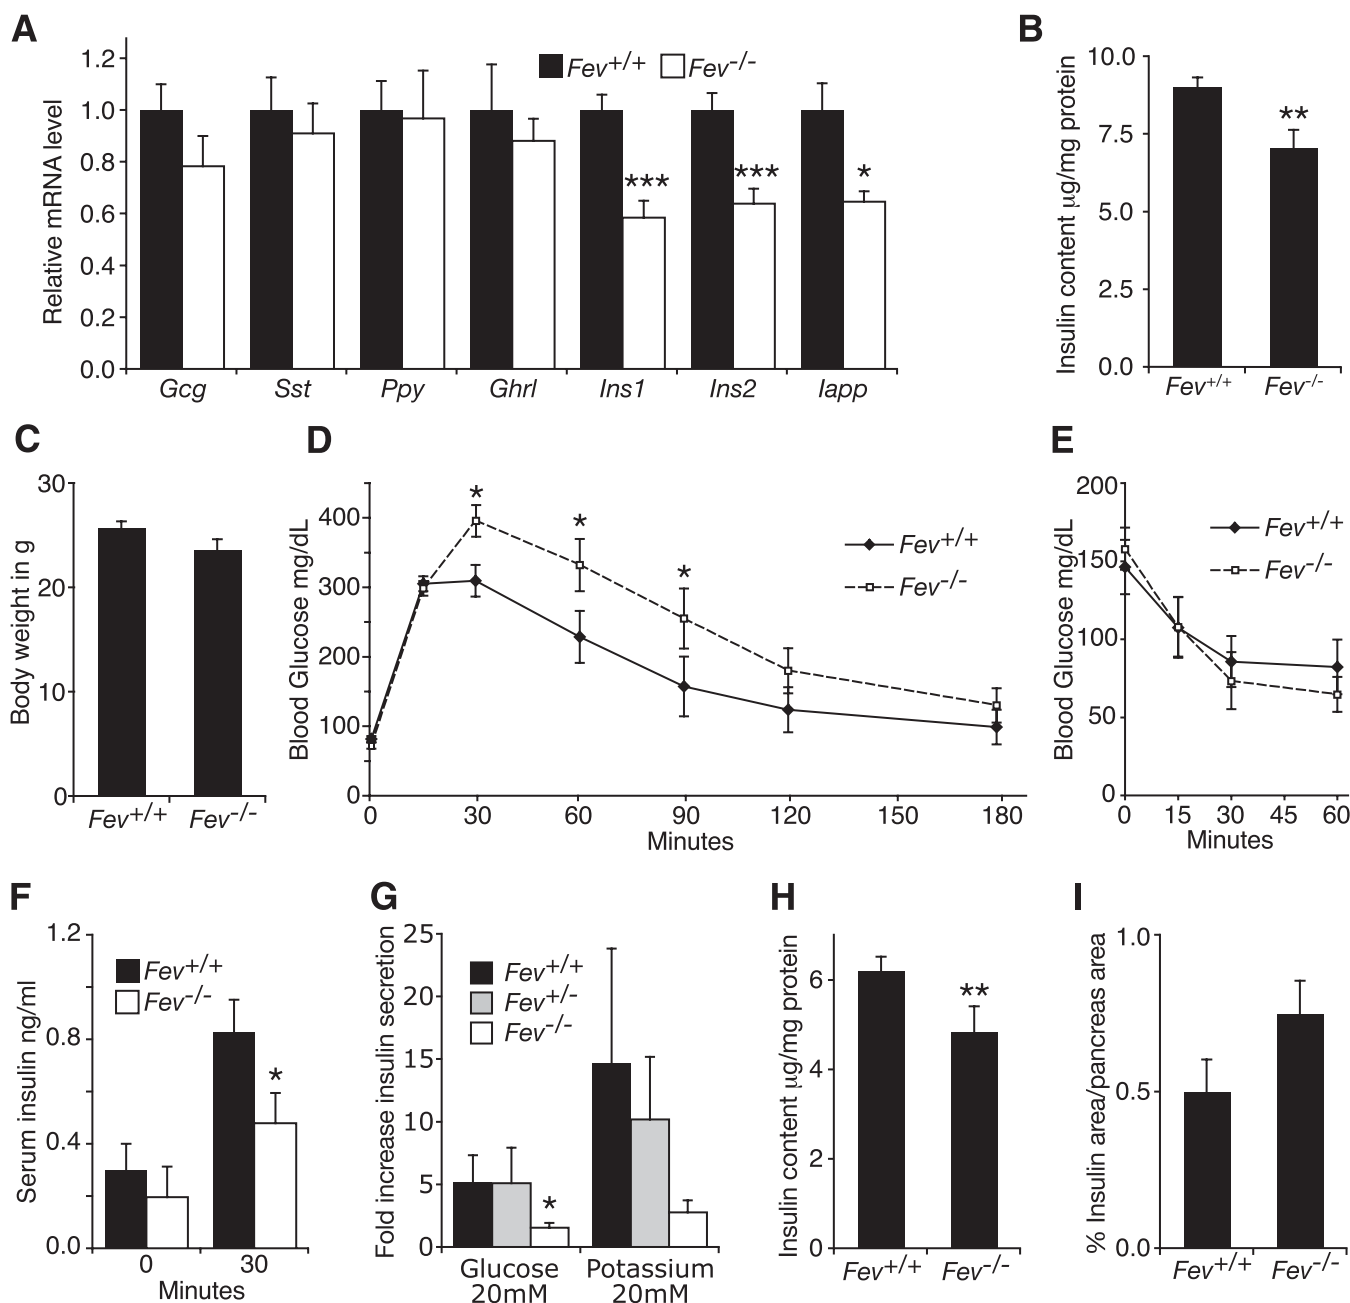 A
Relative mRNA level
1.2
1.0
0.8
0.6
0.4
0.2
0.0
Fev+/+ Fev-/-
*** *** *
Gcg Sst Ppy Ghrl Ins1 Ins2 Iapp
B
Insulin content µg/mg protein
10.0
7.5
5.0
2.5
0.0
**
Fev+/+ Fev-/-
C
Body weight in g
30
20
10
0
Fev+/+ Fev-/-
D
Blood Glucose mg/dL
400
300
200
100
0
* * *
Fev+/+
Fev-/-
0 30 60 90 120 150 180
Minutes
E
Blood Glucose mg/dL
200
150
100
50
0
Fev+/+
Fev-/-
0 15 30 45 60
Minutes
F
Serum insulin ng/ml
1.2
0.8
0.4
0.0
Fev+/+
Fev-/-
*
0 30
Minutes
G
Fold increase insulin secretion
25
20
15
10
5
0
Fev+/+
Fev+/-
Fev-/-
*
Glucose Potassium
20mM 20mM
H
Insulin content µg/mg protein
6
4
2
0
**
Fev+/+ Fev-/-
I
% Insulin area/pancreas area
1.0
0.5
0.0
Fev+/+ Fev-/-